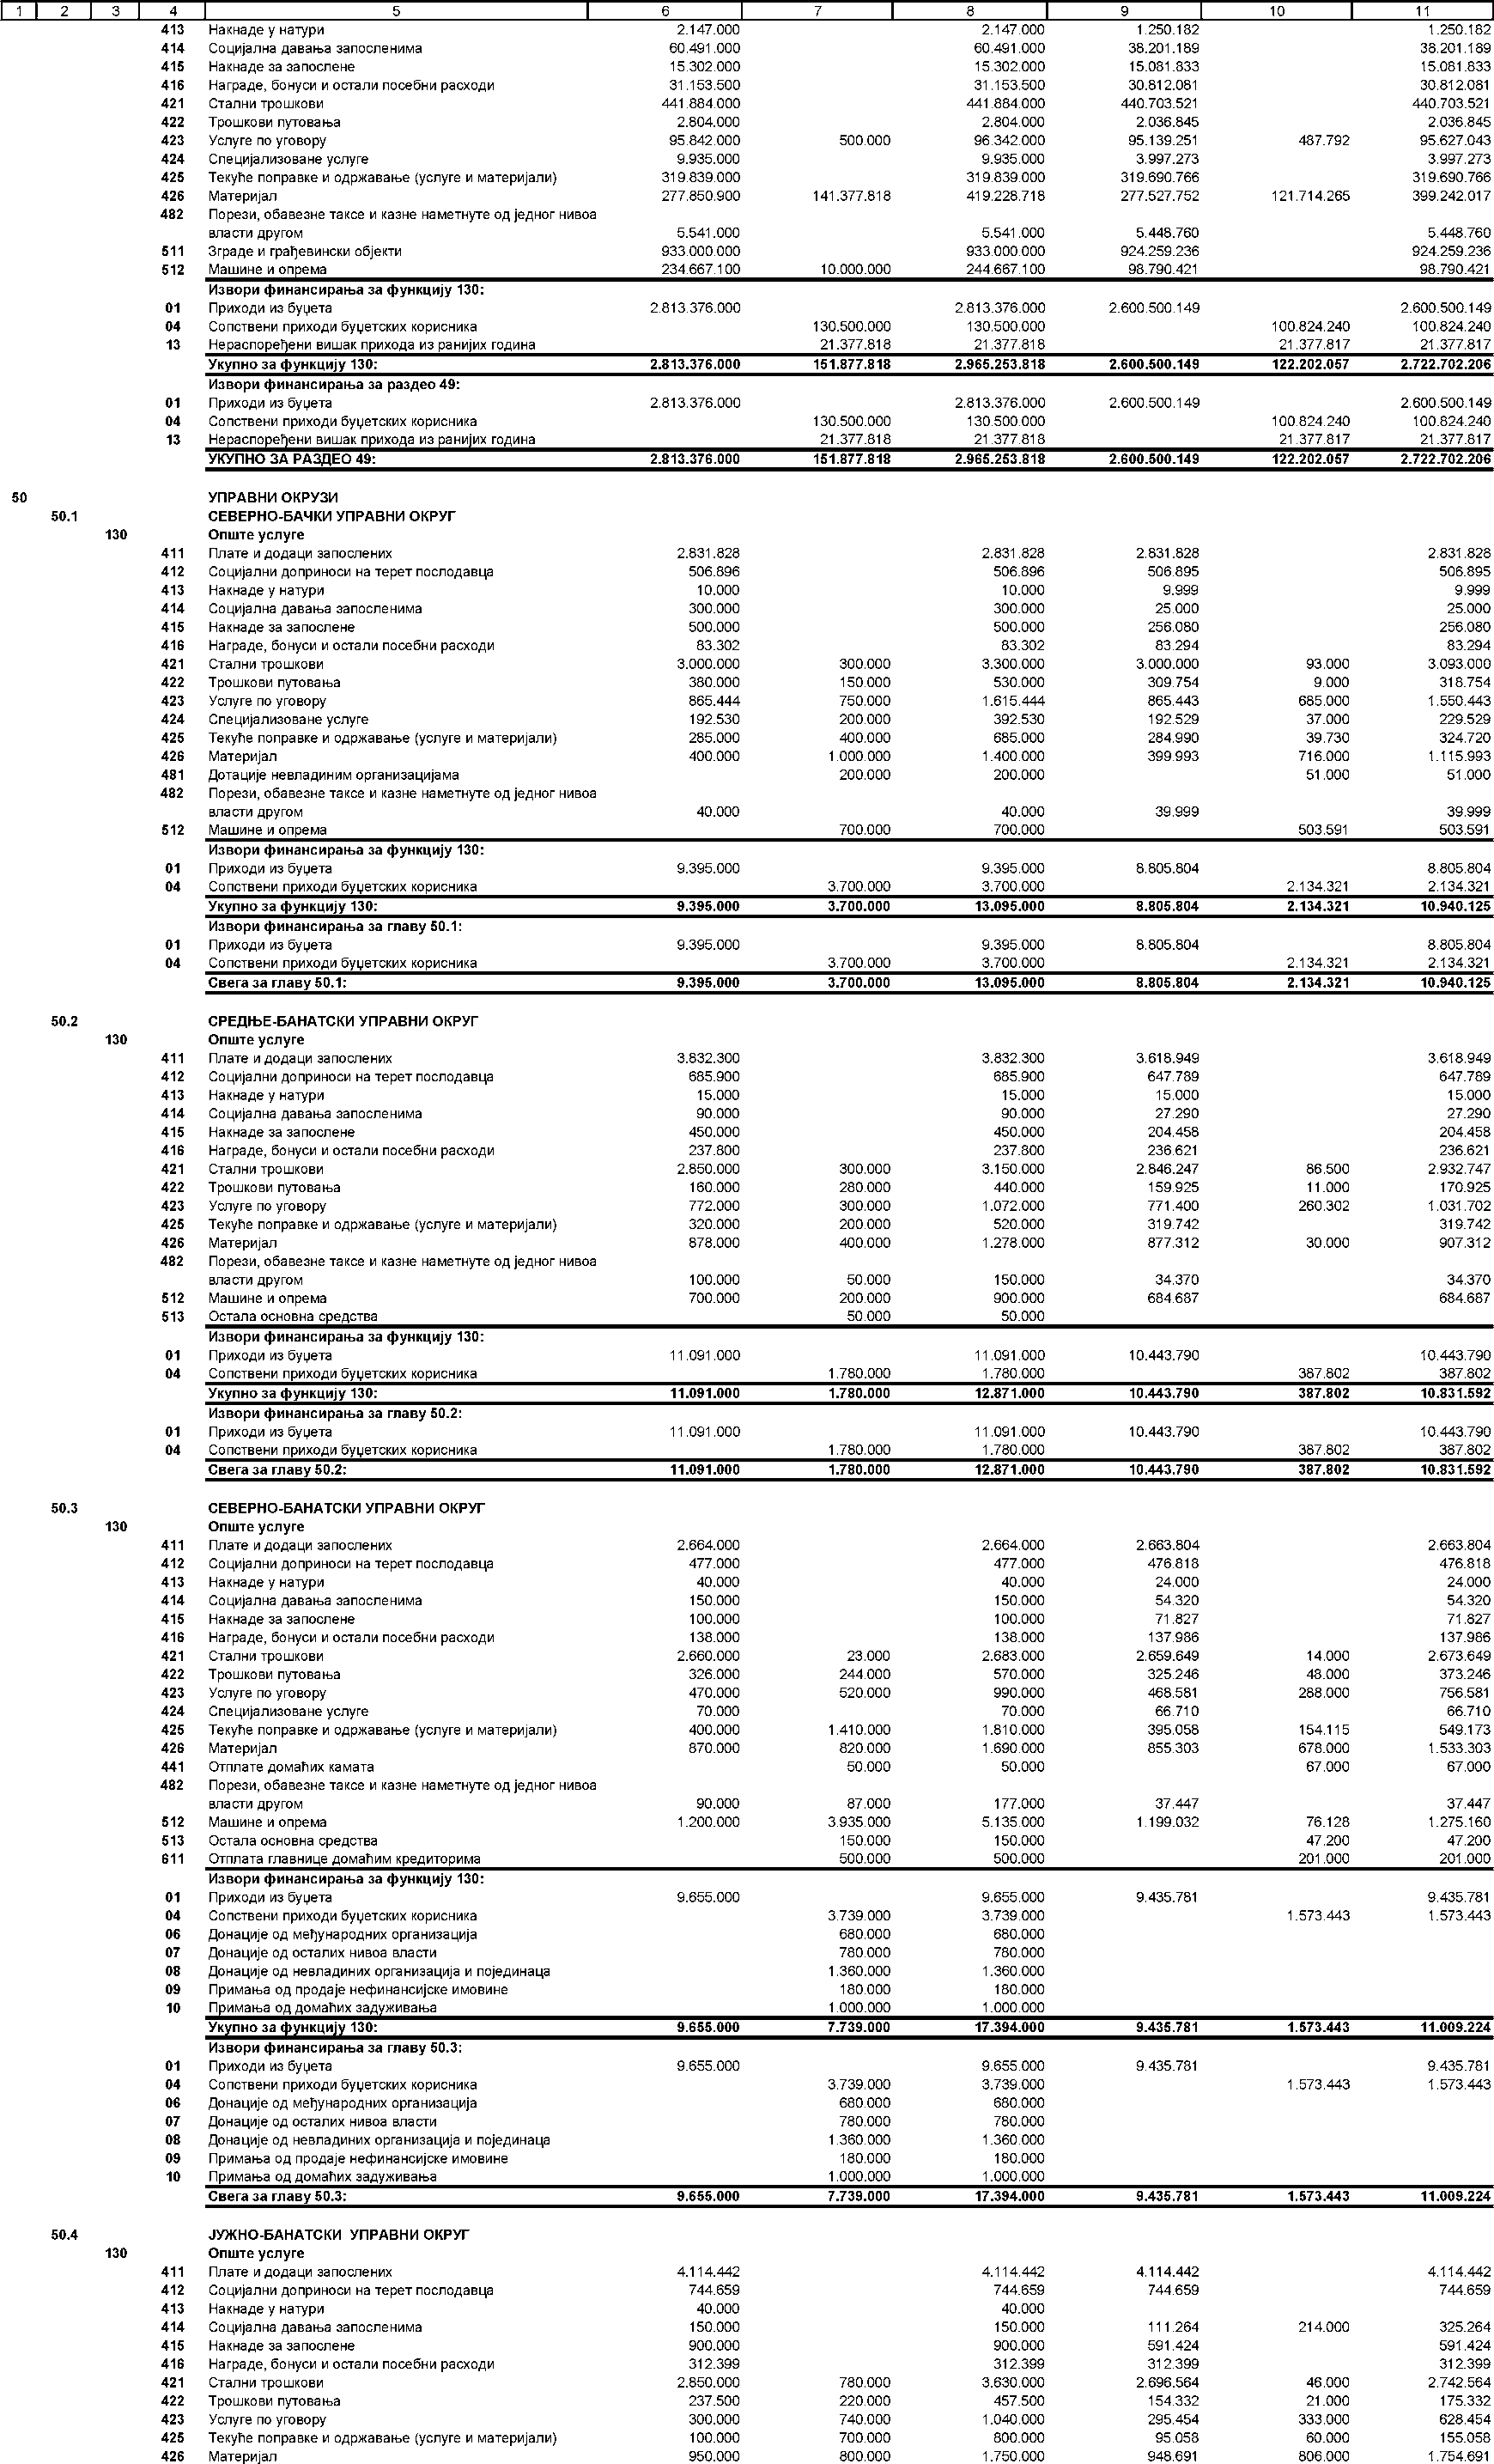 1 2 3 4 5 6 7 8 9 10 11
413 Накнаде у натури 2.147.000 2.147.000 1.250.182 1.250.182
414 Социјална давања запосленима 60.491.000 60.491.000 38.201.189 38.201.189
415 Накнаде за запослене 15.302.000 15.302.000 15.081.833 15.081.833
416 Награде, бонуси и остали посебни расходи 31.153.500 31.153.500 30.812.081 30.812.081
421 Стални трошкови 441.884.000 441.884.000 440.703.521 440.703.521
422 Трошкови путовања 2.804.000 2.804.000 2.036.845 2.036.845
423 Услуге по уговору 95.842.000 500.000 96.342.000 95.139.251 487.792 95.627.043
424 Специјализоване услуге 9.935.000 9.935.000 3.997.273 3.997.273
425 Текуће поправке и одржавање (услуге и материјали) 319.839.000 319.839.000 319.690.766 319.690.766
426 Материјал 277.850.900 141.377.818 419.228.718 277.527.752 121.714.265 399.242.017
482 Порези, обавезне таксе и казне наметнуте од једног нивоа
власти другом 5.541.000 5.541.000 5.448.760 5.448.760
511 Зграде и грађевински објекти 933.000.000 933.000.000 924.259.236 924.259.236
512 Машине и опрема 234.667.100 10.000.000 244.667.100 98.790.421 98.790.421
Извори финансирања за функцију 130:
01 Приходи из буџета 2.813.376.000 2.813.376.000 2.600.500.149 2.600.500.149
04 Сопствени приходи буџетских корисника 130.500.000 130.500.000 100.824.240 100.824.240
13 Нераспоређени вишак прихода из ранијих година 21.377.818 21.377.818 21.377.817 21.377.817
Укупно за функцију 130: 2.813.376.000 151.877.818 2.965.253.818 2.600.500.149 122.202.057 2.722.702.206
Извори финансирања за раздео 49:
01 Приходи из буџета 2.813.376.000 2.813.376.000 2.600.500.149 2.600.500.149
04 Сопствени приходи буџетских корисника 130.500.000 130.500.000 100.824.240 100.824.240
13 Нераспоређени вишак прихода из ранијих година 21.377.818 21.377.818 21.377.817 21.377.817
УКУПНО ЗА РАЗДЕО 49: 2.813.376.000 151.877.818 2.965.253.818 2.600.500.149 122.202.057 2.722.702.206
50 УПРАВНИ ОКРУЗИ
50.1 СЕВЕРНО-БАЧКИ УПРАВНИ ОКРУГ
130 Опште услуге
411 Плате и додаци запослених 2.831.828 2.831.828 2.831.828 2.831.828
412 Социјални доприноси на терет послодавца 506.896 506.896 506.895 506.895
413 Накнаде у натури 10.000 10.000 9.999 9.999
414 Социјална давања запосленима 300.000 300.000 25.000 25.000
415 Накнаде за запослене 500.000 500.000 256.080 256.080
416 Награде, бонуси и остали посебни расходи 83.302 83.302 83.294 83.294
421 Стални трошкови 3.000.000 300.000 3.300.000 3.000.000 93.000 3.093.000
422 Трошкови путовања 380.000 150.000 530.000 309.754 9.000 318.754
423 Услуге по уговору 865.444 750.000 1.615.444 865.443 685.000 1.550.443
424 Специјализоване услуге 192.530 200.000 392.530 192.529 37.000 229.529
425 Текуће поправке и одржавање (услуге и материјали) 285.000 400.000 685.000 284.990 39.730 324.720
426 Материјал 400.000 1.000.000 1.400.000 399.993 716.000 1.115.993
481 Дотације невладиним организацијама 200.000 200.000 51.000 51.000
482 Порези, обавезне таксе и казне наметнуте од једног нивоа
власти другом 40.000 40.000 39.999 39.999
512 Машине и опрема 700.000 700.000 503.591 503.591
Извори финансирања за функцију 130:
01 Приходи из буџета 9.395.000 9.395.000 8.805.804 8.805.804
04 Сопствени приходи буџетских корисника 3.700.000 3.700.000 2.134.321 2.134.321
Укупно за функцију 130: 9.395.000 3.700.000 13.095.000 8.805.804 2.134.321 10.940.125
Извори финансирања за главу 50.1:
01 Приходи из буџета 9.395.000 9.395.000 8.805.804 8.805.804
04 Сопствени приходи буџетских корисника 3.700.000 3.700.000 2.134.321 2.134.321
Свега за главу 50.1: 9.395.000 3.700.000 13.095.000 8.805.804 2.134.321 10.940.125
50.2 СРЕДЊЕ-БАНАТСКИ УПРАВНИ ОКРУГ
130 Опште услуге
411 Плате и додаци запослених 3.832.300 3.832.300 3.618.949 3.618.949
412 Социјални доприноси на терет послодавца 685.900 685.900 647.789 647.789
413 Накнаде у натури 15.000 15.000 15.000 15.000
414 Социјална давања запосленима 90.000 90.000 27.290 27.290
415 Накнаде за запослене 450.000 450.000 204.458 204.458
416 Награде, бонуси и остали посебни расходи 237.800 237.800 236.621 236.621
421 Стални трошкови 2.850.000 300.000 3.150.000 2.846.247 86.500 2.932.747
422 Трошкови путовања 160.000 280.000 440.000 159.925 11.000 170.925
423 Услуге по уговору 772.000 300.000 1.072.000 771.400 260.302 1.031.702
425 Текуће поправке и одржавање (услуге и материјали) 320.000 200.000 520.000 319.742 319.742
426 Материјал 878.000 400.000 1.278.000 877.312 30.000 907.312
482 Порези, обавезне таксе и казне наметнуте од једног нивоа
власти другом 100.000 50.000 150.000 34.370 34.370
512 Машине и опрема 700.000 200.000 900.000 684.687 684.687
513 Остала основна средства 50.000 50.000
Извори финансирања за функцију 130:
01 Приходи из буџета 11.091.000 11.091.000 10.443.790 10.443.790
04 Сопствени приходи буџетских корисника 1.780.000 1.780.000 387.802 387.802
Укупно за функцију 130: 11.091.000 1.780.000 12.871.000 10.443.790 387.802 10.831.592
Извори финансирања за главу 50.2:
01 Приходи из буџета 11.091.000 11.091.000 10.443.790 10.443.790
04 Сопствени приходи буџетских корисника 1.780.000 1.780.000 387.802 387.802
Свега за главу 50.2: 11.091.000 1.780.000 12.871.000 10.443.790 387.802 10.831.592
50.3 СЕВЕРНО-БАНАТСКИ УПРАВНИ ОКРУГ
130 Опште услуге
411 Плате и додаци запослених 2.664.000 2.664.000 2.663.804 2.663.804
412 Социјални доприноси на терет послодавца 477.000 477.000 476.818 476.818
413 Накнаде у натури 40.000 40.000 24.000 24.000
414 Социјална давања запосленима 150.000 150.000 54.320 54.320
415 Накнаде за запослене 100.000 100.000 71.827 71.827
416 Награде, бонуси и остали посебни расходи 138.000 138.000 137.986 137.986
421 Стални трошкови 2.660.000 23.000 2.683.000 2.659.649 14.000 2.673.649
422 Трошкови путовања 326.000 244.000 570.000 325.246 48.000 373.246
423 Услуге по уговору 470.000 520.000 990.000 468.581 288.000 756.581
424 Специјализоване услуге 70.000 70.000 66.710 66.710
425 Текуће поправке и одржавање (услуге и материјали) 400.000 1.410.000 1.810.000 395.058 154.115 549.173
426 Материјал 870.000 820.000 1.690.000 855.303 678.000 1.533.303
441 Отплате домаћих камата 50.000 50.000 67.000 67.000
482 Порези, обавезне таксе и казне наметнуте од једног нивоа
власти другом 90.000 87.000 177.000 37.447 37.447
512 Машине и опрема 1.200.000 3.935.000 5.135.000 1.199.032 76.128 1.275.160
513 Остала основна средства 150.000 150.000 47.200 47.200
611 Отплата главнице домаћим кредиторима 500.000 500.000 201.000 201.000
Извори финансирања за функцију 130:
01 Приходи из буџета 9.655.000 9.655.000 9.435.781 9.435.781
04 Сопствени приходи буџетских корисника 3.739.000 3.739.000 1.573.443 1.573.443
06 Донације од међународних организација 680.000 680.000
07 Донације од осталих нивоа власти 780.000 780.000
08 Донације од невладиних организација и појединаца 1.360.000 1.360.000
09 Примања од продаје нефинансијске имовине 180.000 180.000
10 Примања од домаћих задуживања 1.000.000 1.000.000
Укупно за функцију 130: 9.655.000 7.739.000 17.394.000 9.435.781 1.573.443 11.009.224
Извори финансирања за главу 50.3:
01 Приходи из буџета 9.655.000 9.655.000 9.435.781 9.435.781
04 Сопствени приходи буџетских корисника 3.739.000 3.739.000 1.573.443 1.573.443
06 Донације од међународних организација 680.000 680.000
07 Донације од осталих нивоа власти 780.000 780.000
08 Донације од невладиних организација и појединаца 1.360.000 1.360.000
09 Примања од продаје нефинансијске имовине 180.000 180.000
10 Примања од домаћих задуживања 1.000.000 1.000.000
Свега за главу 50.3: 9.655.000 7.739.000 17.394.000 9.435.781 1.573.443 11.009.224
50.4 ЈУЖНО-БАНАТСКИ УПРАВНИ ОКРУГ
130 Опште услуге
411 Плате и додаци запослених 4.114.442 4.114.442 4.114.442 4.114.442
412 Социјални доприноси на терет послодавца 744.659 744.659 744.659 744.659
413 Накнаде у натури 40.000 40.000
414 Социјална давања запосленима 150.000 150.000 111.264 214.000 325.264
415 Накнаде за запослене 900.000 900.000 591.424 591.424
416 Награде, бонуси и остали посебни расходи 312.399 312.399 312.399 312.399
421 Стални трошкови 2.850.000 780.000 3.630.000 2.696.564 46.000 2.742.564
422 Трошкови путовања 237.500 220.000 457.500 154.332 21.000 175.332
423 Услуге по уговору 300.000 740.000 1.040.000 295.454 333.000 628.454
425 Текуће поправке и одржавање (услуге и материјали) 100.000 700.000 800.000 95.058 60.000 155.058
426 Материјал 950.000 800.000 1.750.000 948.691 806.000 1.754.691